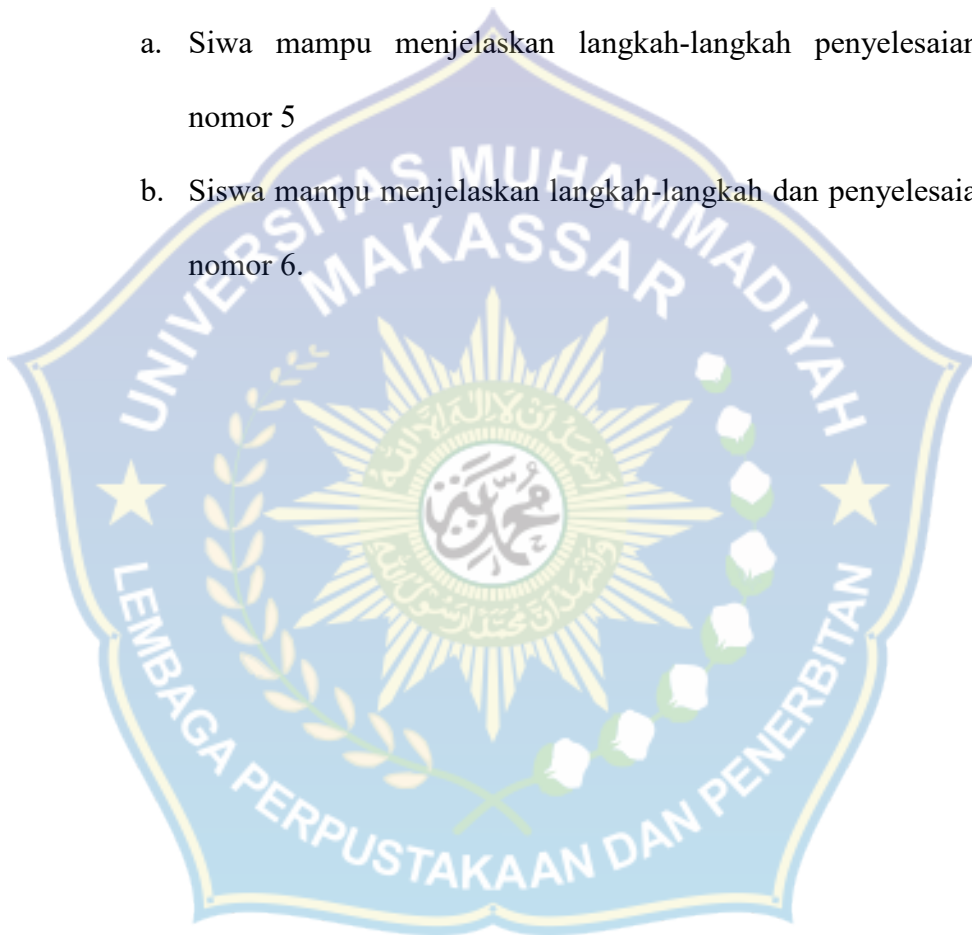 a. Siwa mampu menjelaskan langkah-langkah penyelesaian
nomor 5
b. Siswa mampu menjelaskan langkah-langkah dan penyelesaia
nomor 6.
UNIVERSITAS MUHAMMADIYAH
MAKASSAR
LEMBAGA PERPUSTAKAAN DAN PENERBITAN